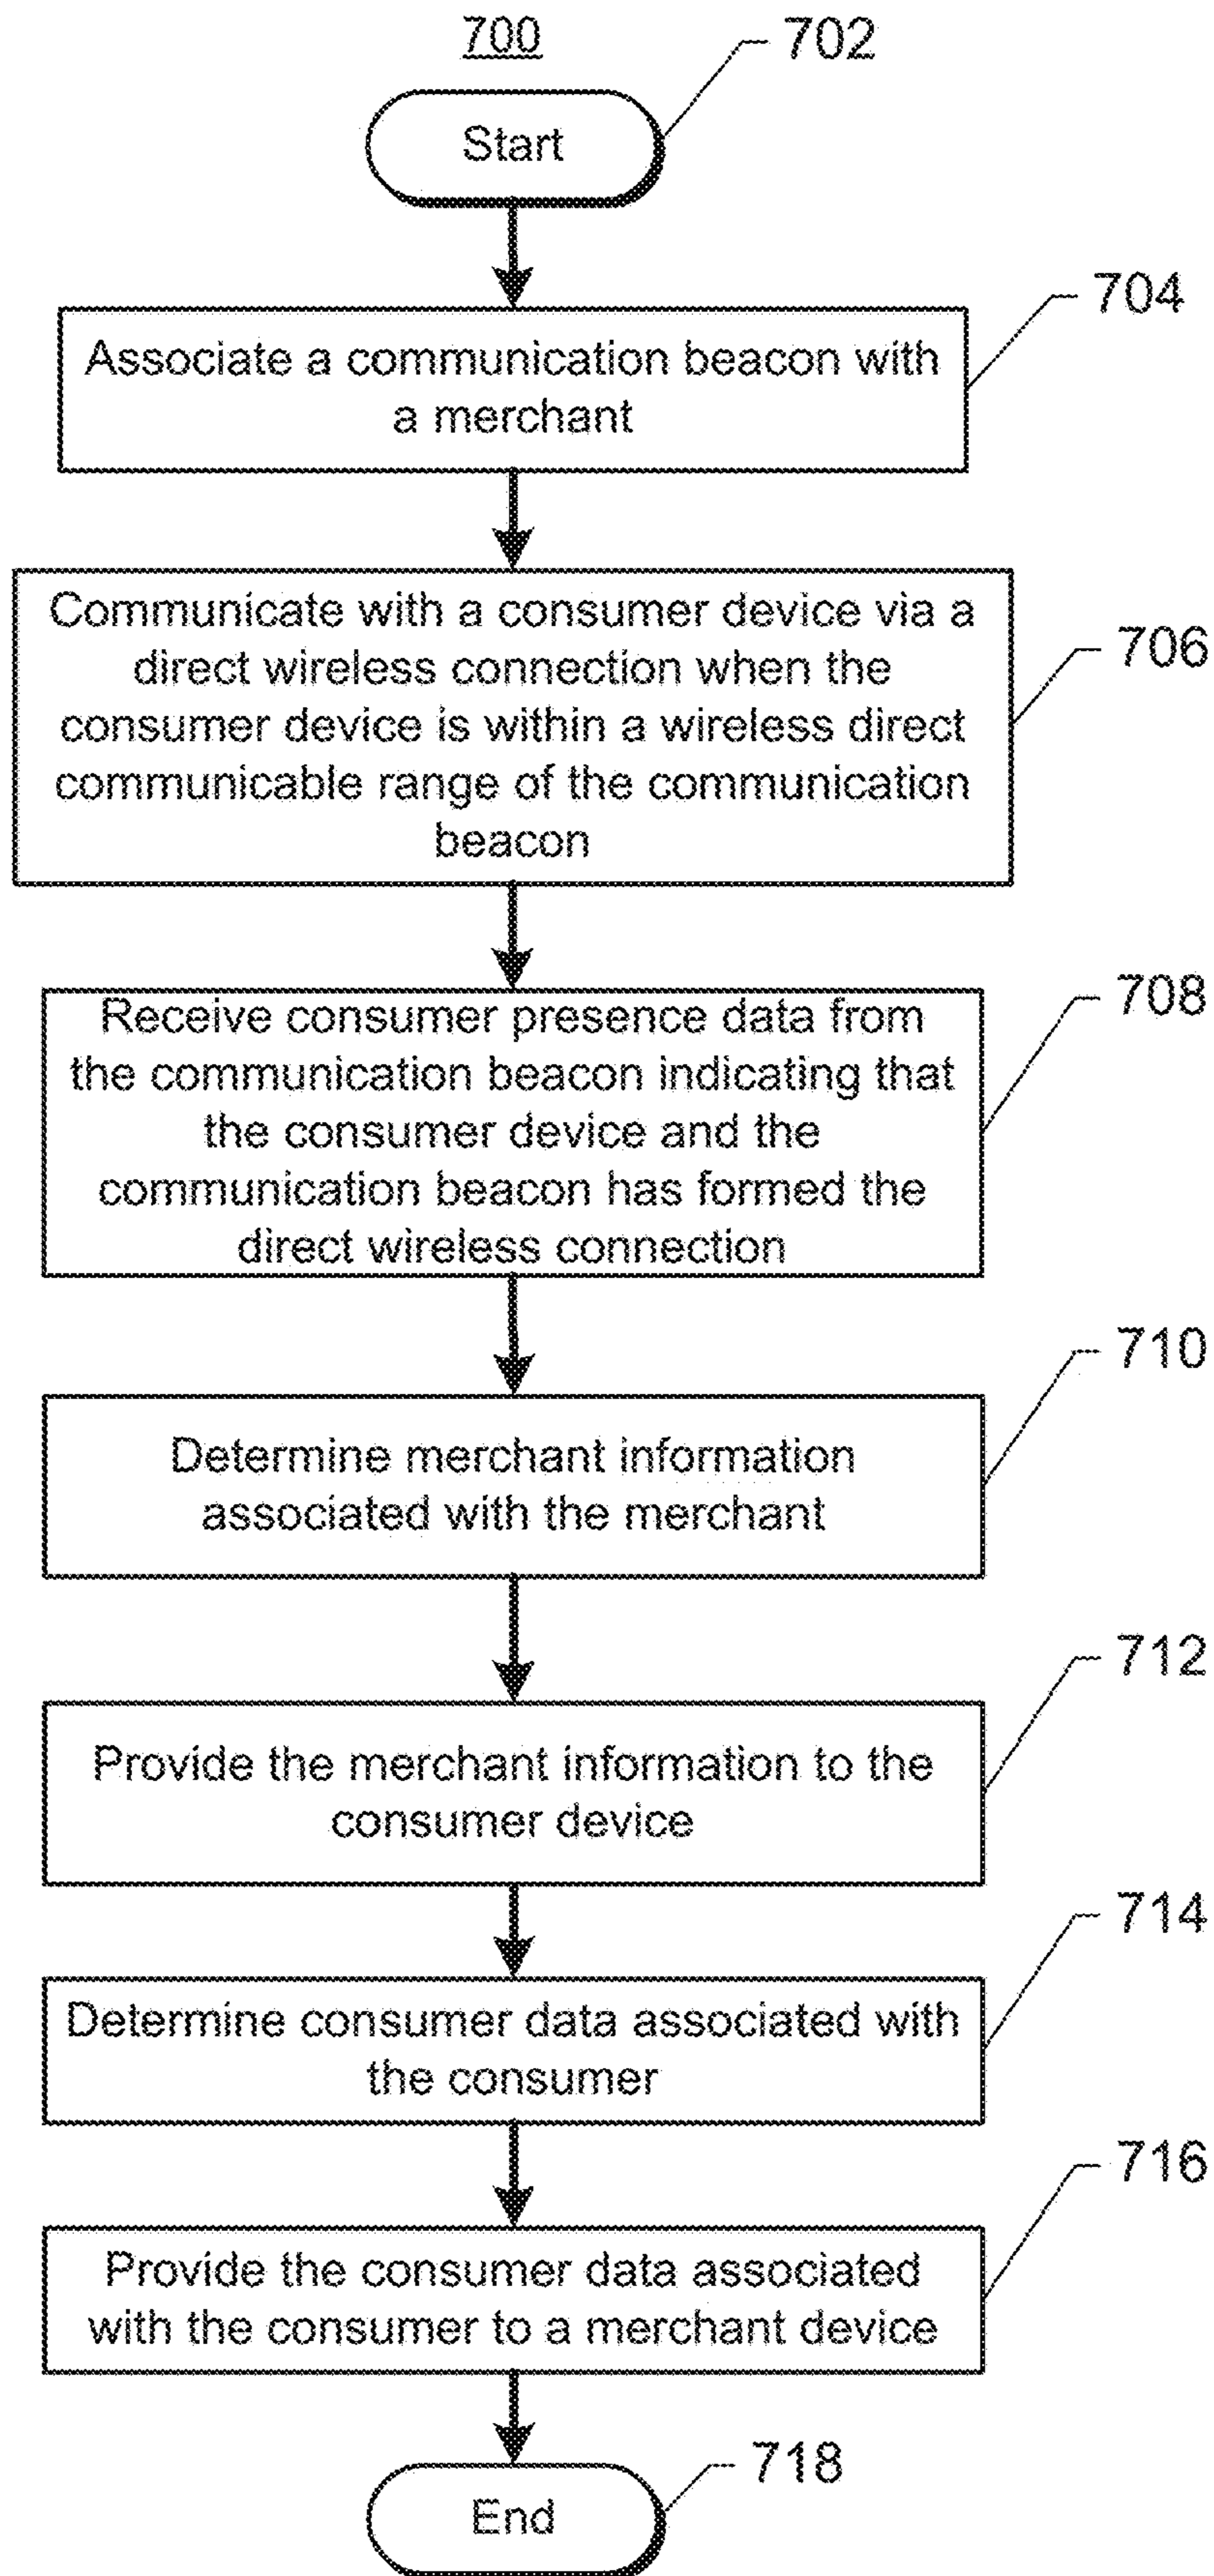 700
702
Start
704
Associate a communication beacon with
a merchant
706
Communicate with a consumer device via a
direct wireless connection when the
consumer device is within a wireless direct
communicable range of the communication
beacon
708
Receive consumer presence data from
the communication beacon indicating that
the consumer device and the
communication beacon has formed the
direct wireless connection
710
Determine merchant information
associated with the merchant
712
Provide the merchant information to the
consumer device
714
Determine consumer data associated with
the consumer
716
Provide the consumer data associated
with the consumer to a merchant device
718
End